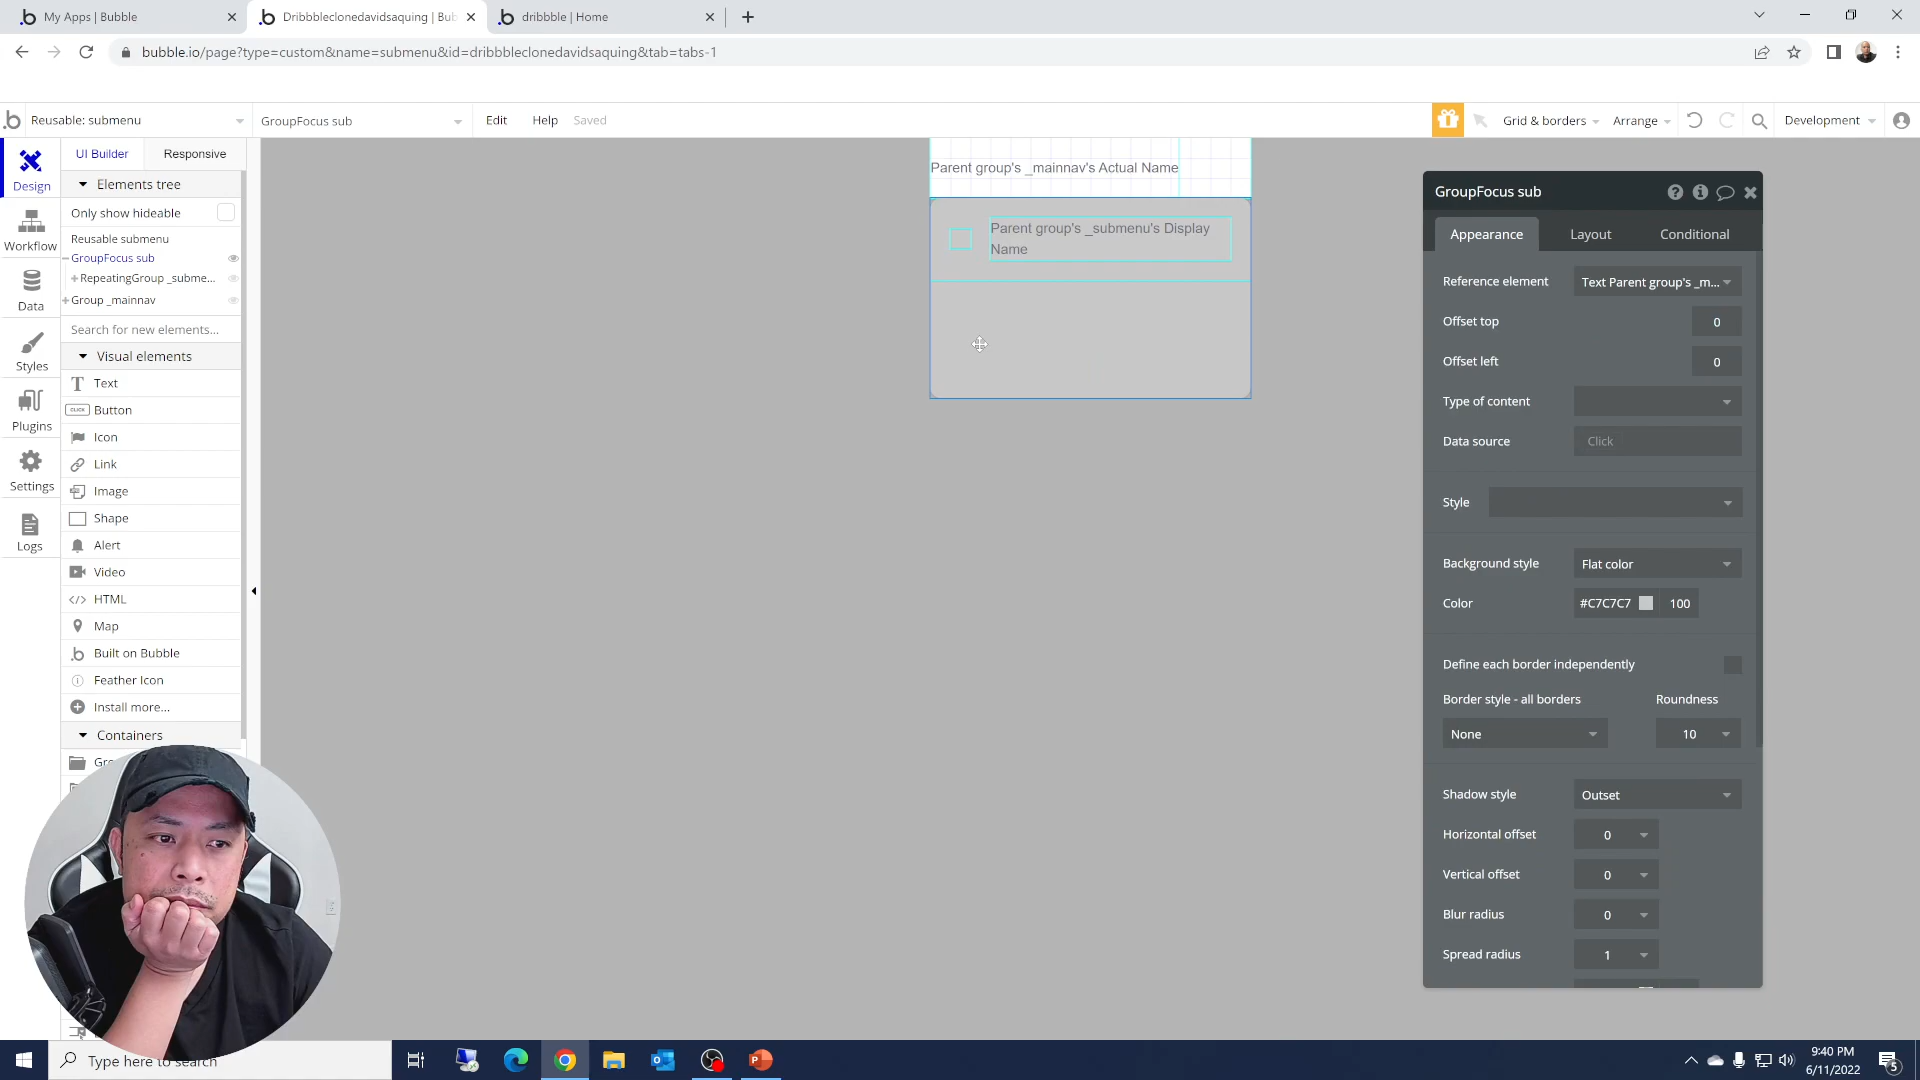 My Apps | Bubble
Dribbbleclonedavidsaquing | Bub
dribbble | Home
bubble.io/page?type=custom&name=submenu&id=dribbbleclonedavidsaquing&tab=tabs-1
Reusable: submenu
GroupFocus sub
Edit
Help
Saved
Grid & borders
Arrange
Development
Design
Workflow
Data
Styles
Plugins
Settings
Logs
UI Builder
Responsive
Elements tree
Only show hideable
Reusable submenu
GroupFocus sub
RepeatingGroup _subme...
Group _mainnav
Search for new elements...
Visual elements
Text
CLICK Button
Icon
Link
Image
Shape
Alert
Video
HTML
Map
Built on Bubble
Feather Icon
Install more...
Containers
Gro
Parent group's _mainnav's Actual Name
Parent group's _submenu's Display
Name
GroupFocus sub
Appearance
Layout
Conditional
Reference element
Text Parent group's _m...
Offset top
0
Offset left
0
Type of content
Data source
Click
Style
Background style
Flat color
Color
#C7C7C7
100
Define each border independently
Border style - all borders
Roundness
None
10
Shadow style
Outset
Horizontal offset
0
Vertical offset
0
Blur radius
0
Spread radius
1
Type here to search
9:40 PM
6/11/2022
5